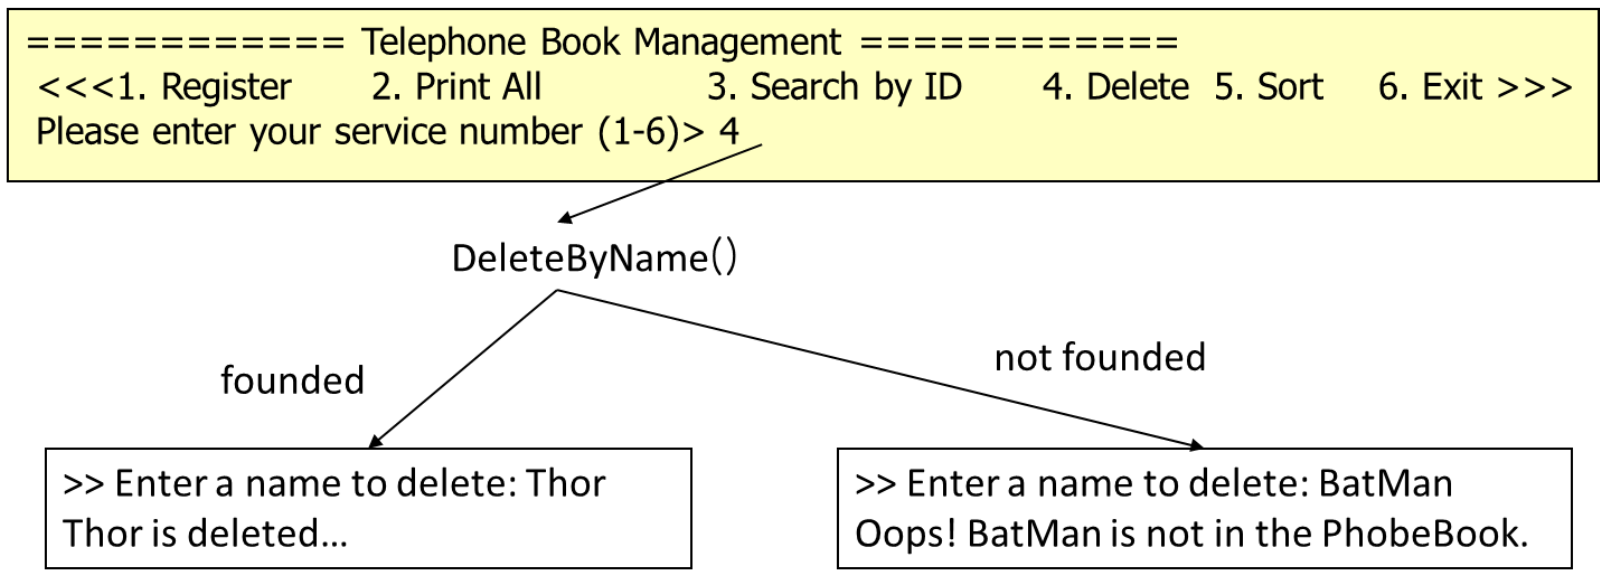 ============ Telephone Book Management ============
<<<1. Register 2. Print All 3. Search by ID 4. Delete 5. Sort 6. Exit >>>
Please enter your service number (1-6)> 4
DeleteByName()
founded
not founded
>> Enter a name to delete: Thor
Thor is deleted...
>> Enter a name to delete: BatMan
Oops! BatMan is not in the PhobeBook.